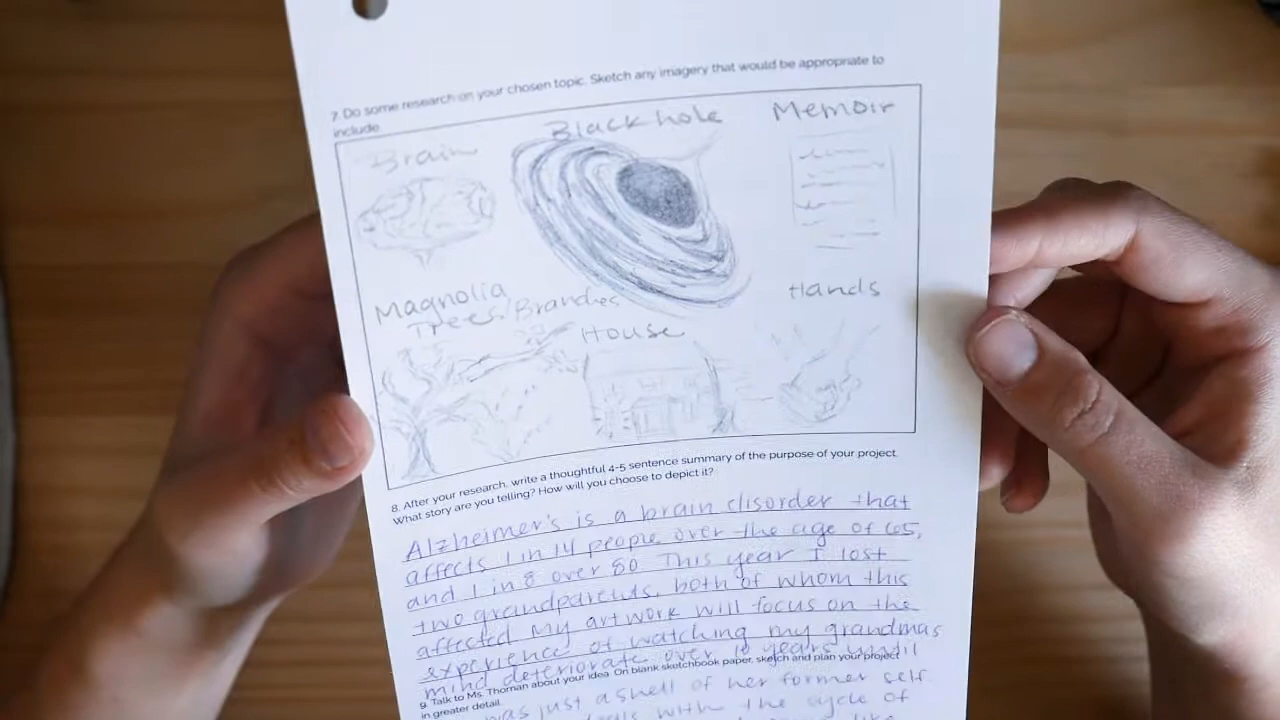 7. Do some research on your chosen topic. Sketch any imagery that would be appropriate to
include.
Brain
Black hole
Memoir
Magnolia
Trees/Branches
House
Hands
8. After your research, write a thoughtful 4-5 sentence summary of the purpose of your project.
What story are you telling? How will you choose to depict it?
Alzheimer's is a brain disorder that
affects 1 in 14 people over the age of 65,
and 1 in 8 over 80 This year I lost
two grandparents, both of whom this
affected My artwork will focus on the
experience of watching my grandmas
mind deteriorate over 10 years until
9. Talk to Ms. Thornan about your idea. On blank sketchbook paper, sketch and plan your project
in greater detail.
was just a shell of her former self
with the cycle of
like